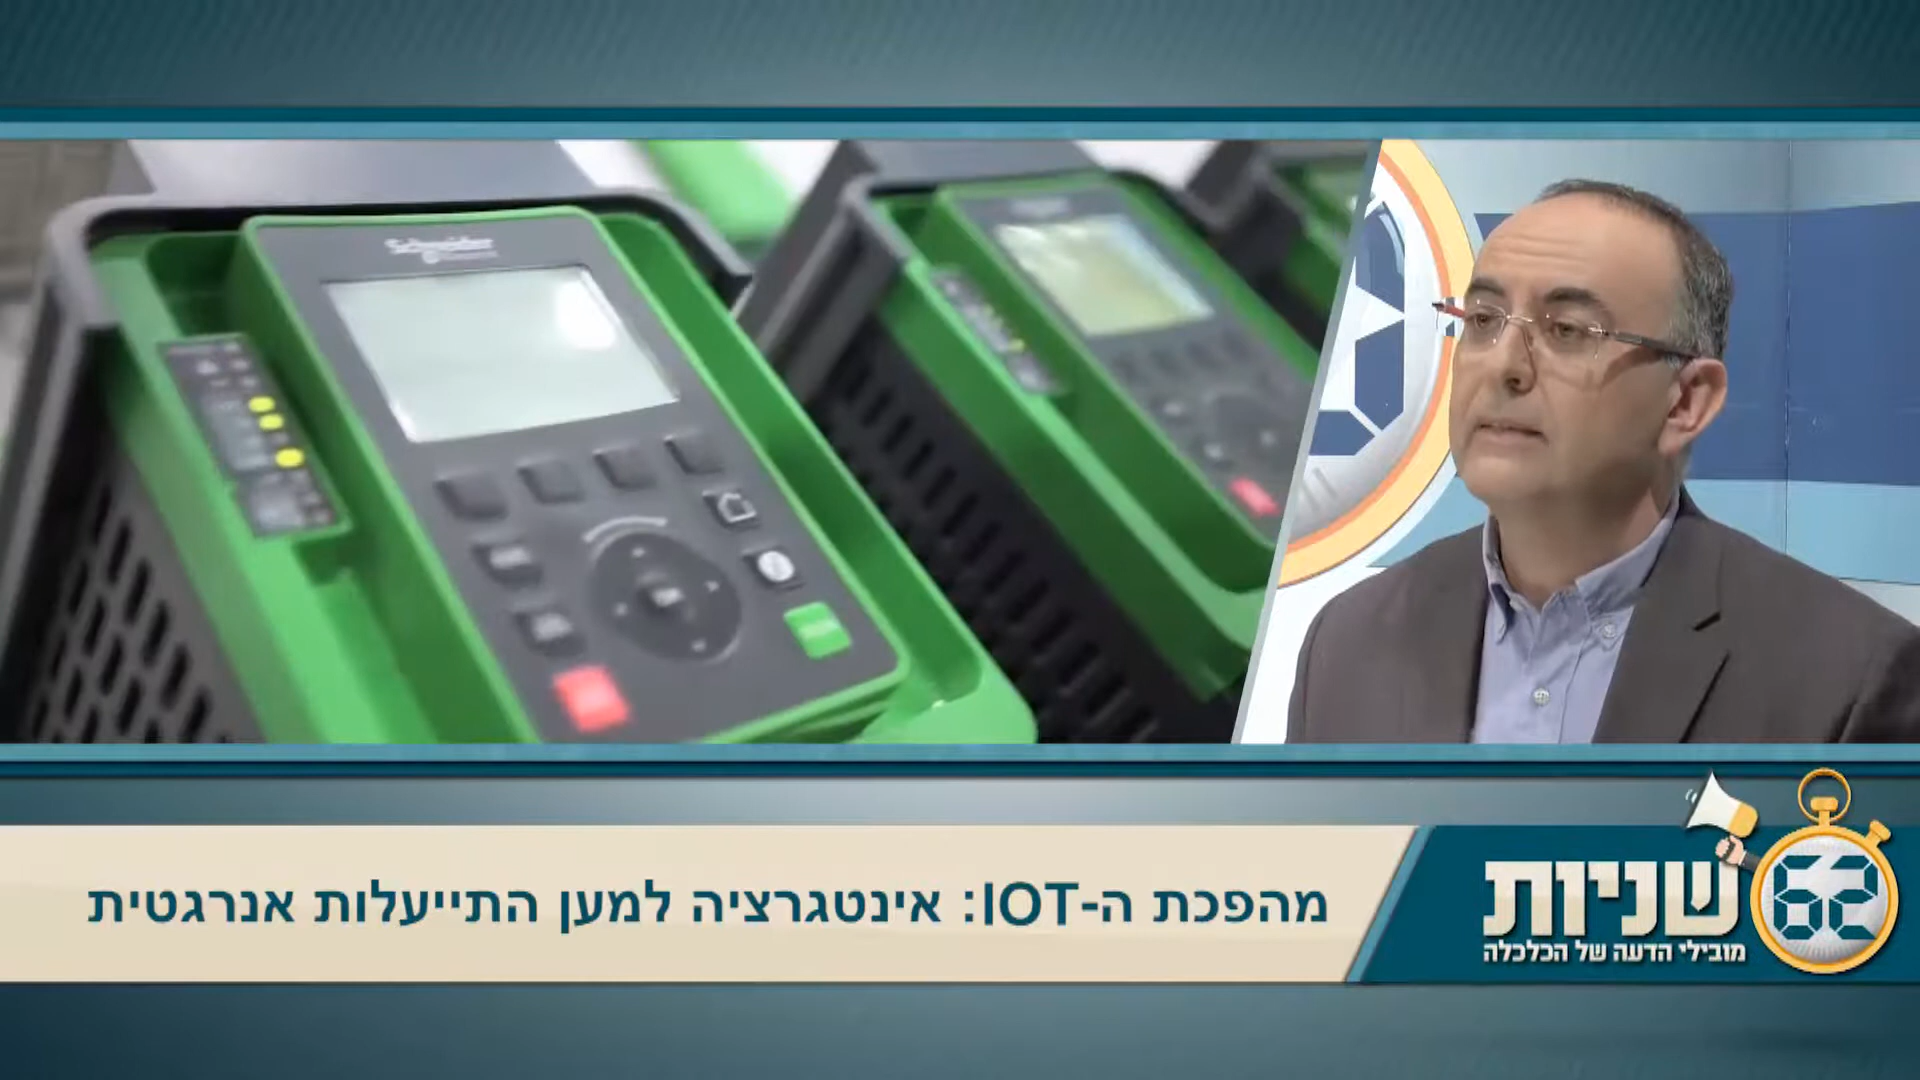 Schneider
מהפכת ה-IOT: אינטגרציה למען התייעלות אנרגטית
62 שניות
מובילי הדעה של הכלכלה